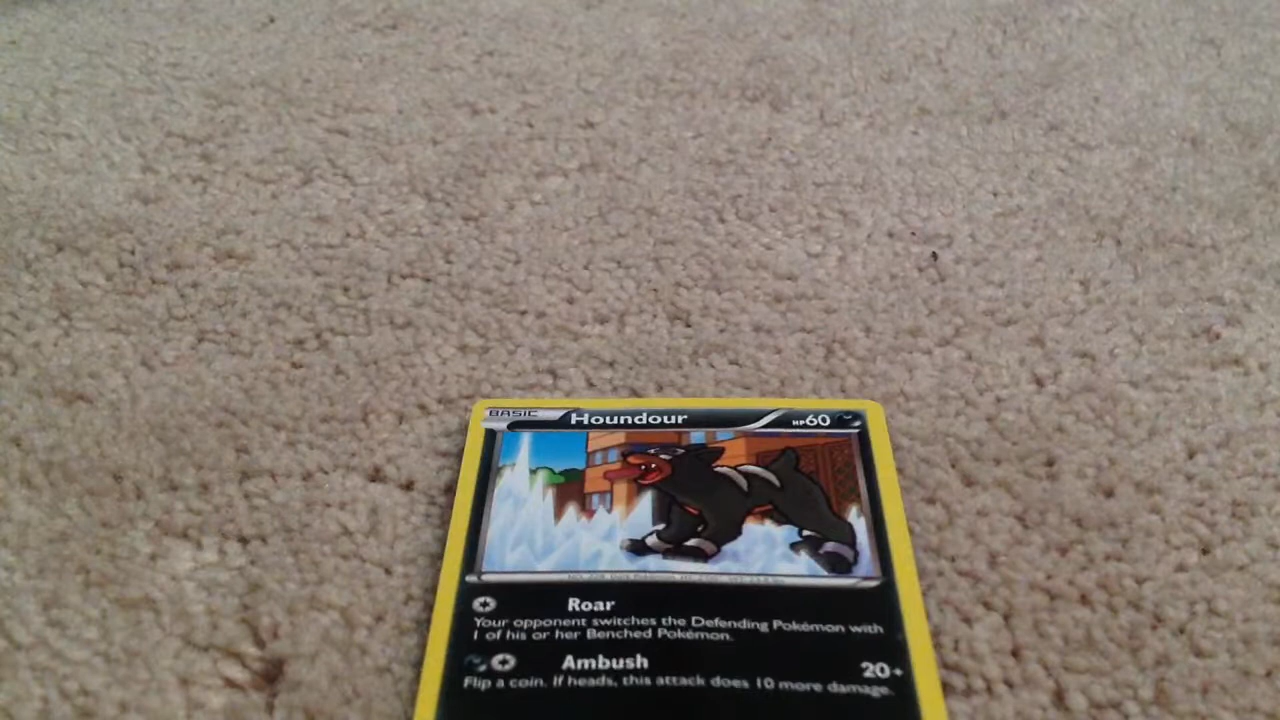 BASIC Houndour HP60
Roar
Your opponent switches the Defending Pokémon with
1 of his or her Benched Pokémon.
Ambush 20+
Flip a coin. If heads, this attack does 10 more damage.